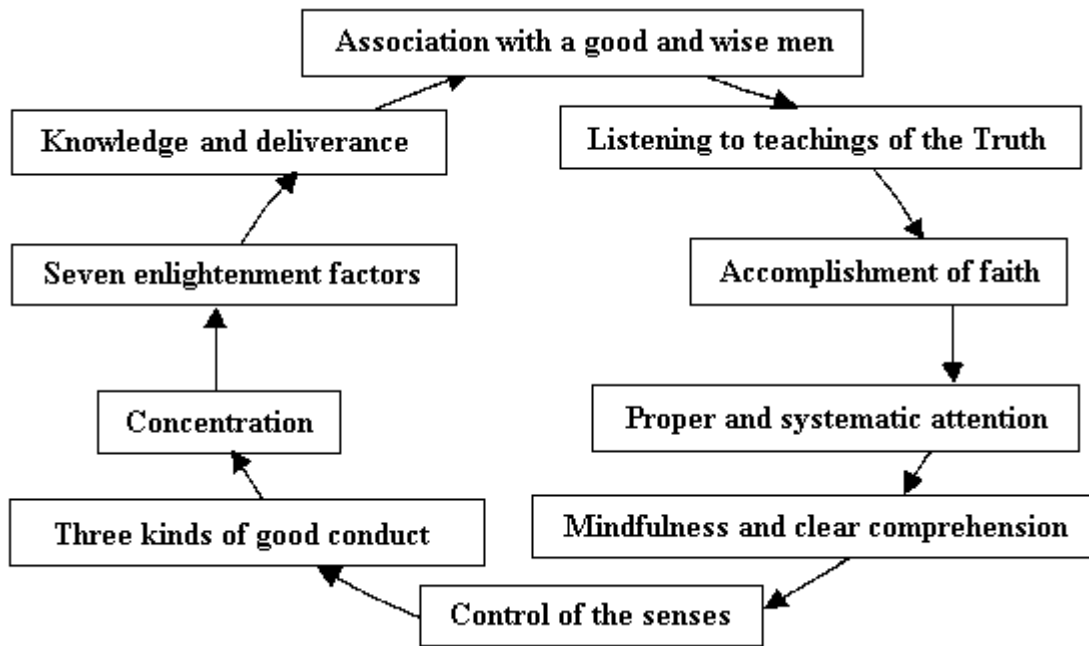 Association with a good and wise men
Listening to teachings of the Truth
Accomplishment of faith
Proper and systematic attention
Mindfulness and clear comprehension
Control of the senses
Three kinds of good conduct
Concentration
Seven enlightenment factors
Knowledge and deliverance